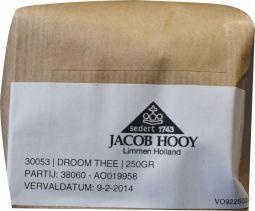 sedert 1743
JACOB HOOY
Limmen Holland
30053 | DROOM THEE | 250GR
PARTIJ: 38060 - AO019958
VERVALDATUM: 9-2-2014